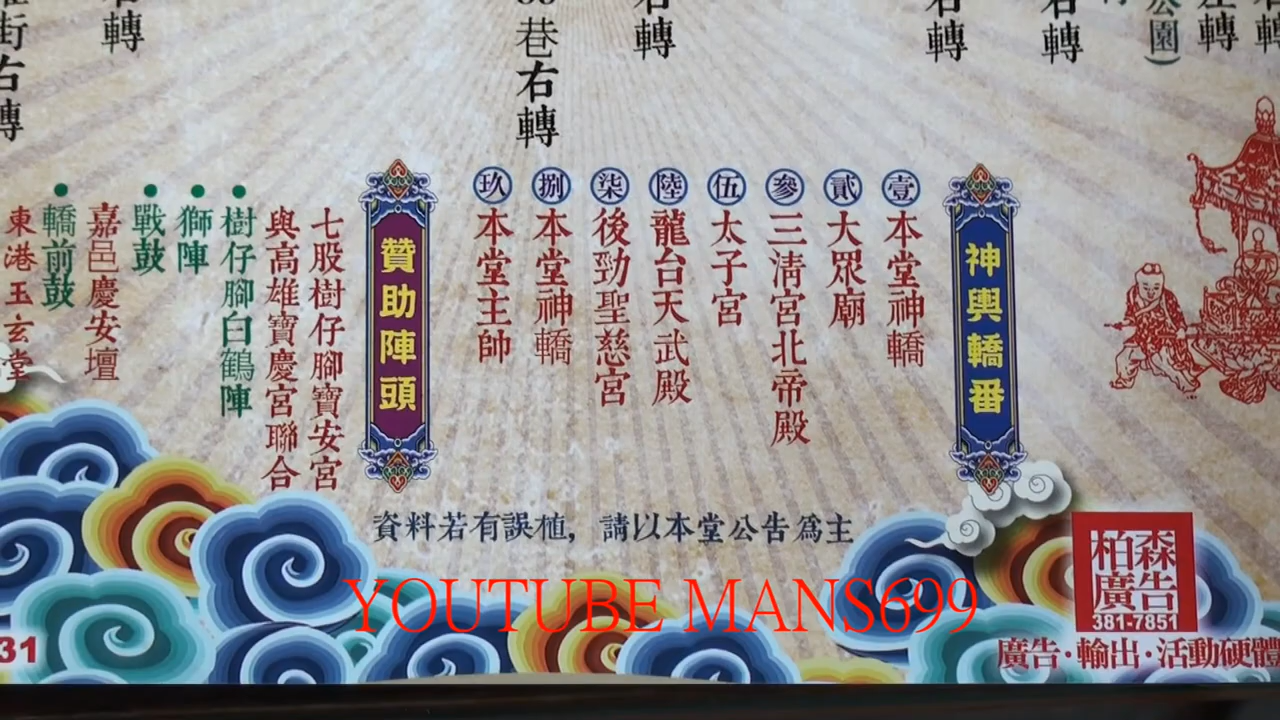 右轉
右轉
右轉
公園)
左轉
右轉
巷右轉
街右轉
神輿轎番
壹 本堂神轎
貳 大眾廟
參 三清宮北帝殿
伍 太子宮
陸 龍台天武殿
柒 後勁聖慈宮
捌 本堂神轎
玖 本堂主帥
贊助陣頭
七股樹仔腳寶安宮
與高雄寶慶宮聯合
●樹仔腳白鶴陣
●獅陣
●戰鼓
嘉邑慶安壇
●轎前鼓
東港玉玄堂
資料若有誤植，請以本堂公告為主
YOUTUBE MANS699
柏森
廣告
381-7851
廣告·輸出·活動硬體
31